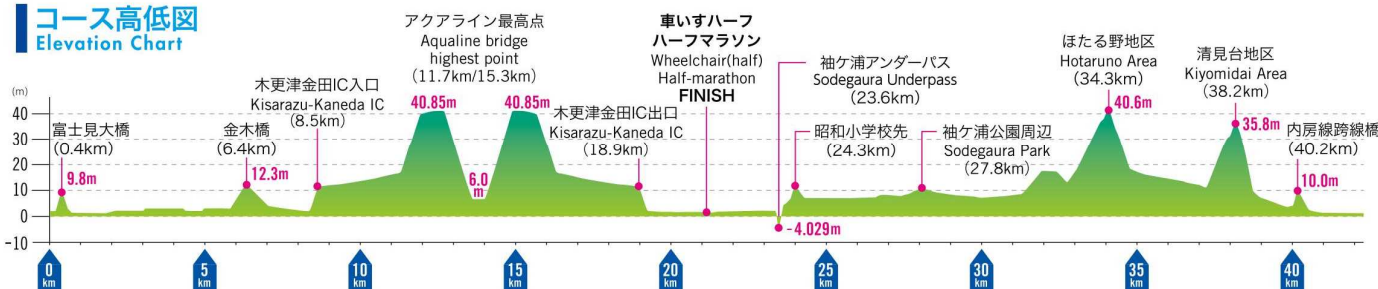 コース高低図
Elevation Chart
(m)
40
30
20
10
0
-10
富士見大橋
(0.4km)
9.8m
金木橋
(6.4km)
12.3m
木更津金田IC入口
Kisarazu-Kaneda IC
(8.5km)
アクアライン最高点
Aqualine bridge
highest point
(11.7km/15.3km)
40.85m
40.85m
6.0
m
木更津金田IC出口
Kisarazu-Kaneda IC
(18.9km)
車いすハーフ
ハーフマラソン
Wheelchair(half)
Half-marathon
FINISH
袖ケ浦アンダーパス
Sodegaura Underpass
(23.6km)
-4.029m
昭和小学校先
(24.3km)
袖ケ浦公園周辺
Sodegaura Park
(27.8km)
ほたる野地区
Hotaruno Area
(34.3km)
40.6m
清見台地区
Kiyomidai Area
(38.2km)
35.8m
内房線跨線橋
(40.2km)
10.0m
0
km
5
km
10
km
15
km
20
km
25
km
30
km
35
km
40
km